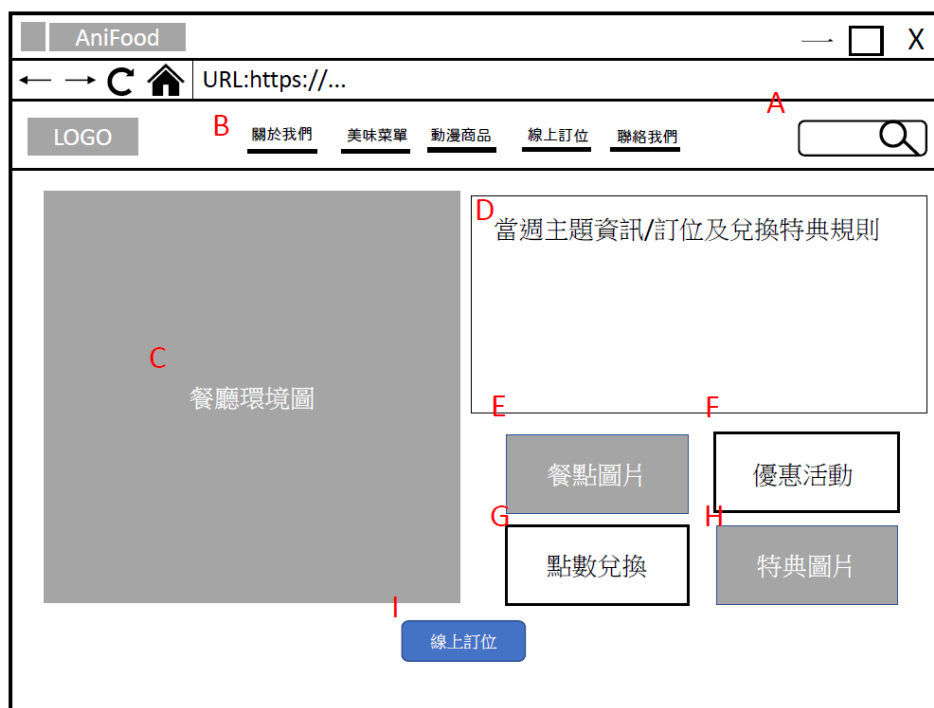 AniFood
X
URL:https://...
A
LOGO
B
關於我們 美味菜單 動漫商品 線上訂位 聯絡我們
C
餐廳環境圖
D
當週主題資訊/訂位及兌換特典規則
E
餐點圖片
F
優惠活動
G
點數兌換
H
特典圖片
I
線上訂位